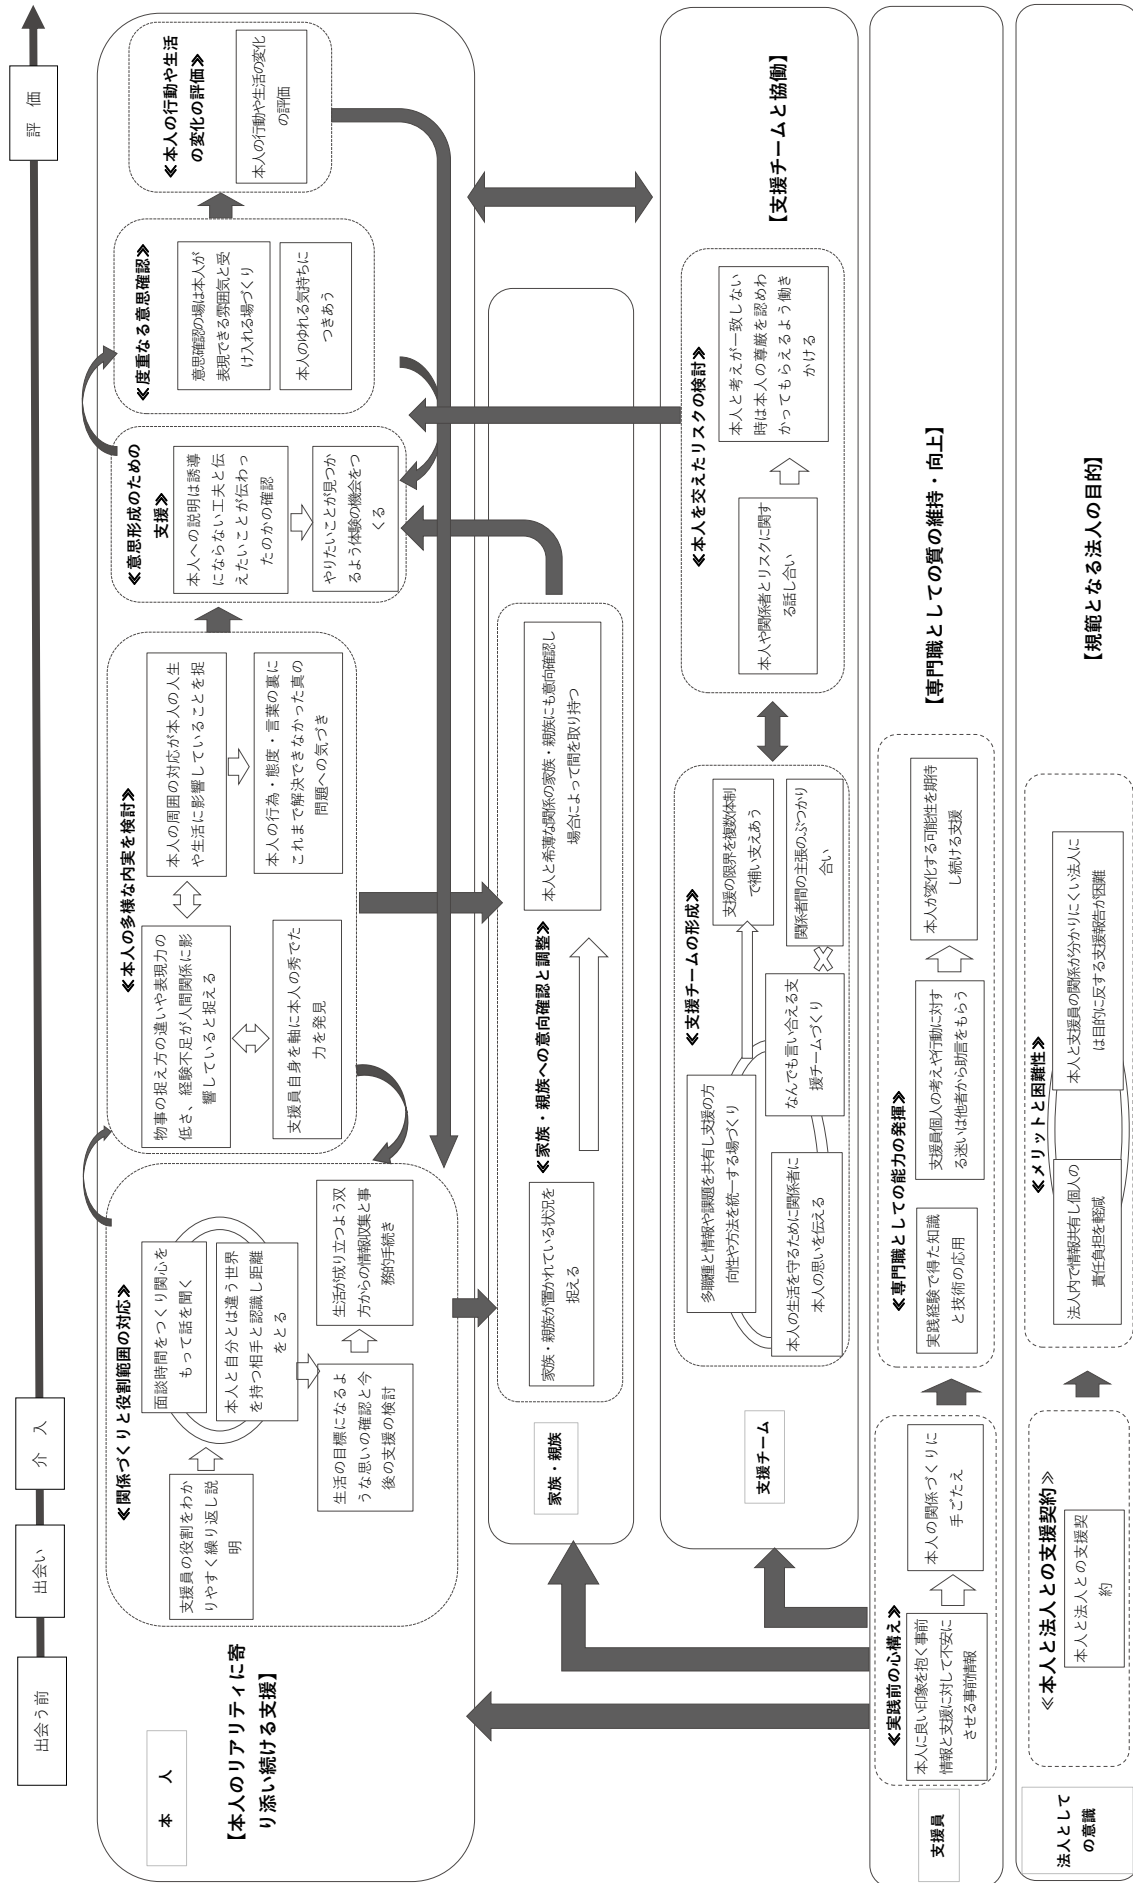 出会う前
出会い
介　入
評　価
本　人
【本人のリアリティに寄
り添い続ける支援】
≪関係づくりと役割範囲の対応≫
支援員の役割をわか
りやすく繰り返し説
明
面談時間をつくり関心を
もって話を聞く
本人と自分とは違う世界
を持つ相手と認識し距離
をとる
生活の目標になるよ
うな思いの確認と今
後の支援の検討
生活が成り立つよう双
方からの情報収集と事
務的手続き
≪本人の多様な内実を検討≫
物事の捉え方の違いや表現力の
低さ、経験不足が人間関係に影
響していると捉える
支援員自身を軸に本人の秀でた
力を発見
本人の周囲の対応が本人の人生
や生活に影響していることを捉
本人の行為・態度・言葉の裏に
これまで解決できなかった真の
問題への気づき
≪意思形成のための
支援≫
本人への説明は誘導
にならない工夫と伝
えたいことが伝わっ
たのかの確認
やりたいことが見つか
るよう体験の機会をつ
くる
≪度重なる意思確認≫
意思確認の場は本人が
表現できる雰囲気と受
け入れる場づくり
本人のゆれる気持ちに
つきあう
≪本人の行動や生活
の変化の評価≫
本人の行動や生活の変化
の評価
家族・親族
≪家族・親族への意向確認と調整≫
家族・親族が置かれている状況を
捉える
本人と希薄な関係の家族・親族にも意向確認し
場合によって間を取り持つ
支援チーム
≪支援チームの形成≫
多職種と情報や課題を共有し支援の方
向性や方法を統一する場づくり
本人の生活を守るために関係者に
本人の思いを伝える
なんでも言い合える支
援チームづくり
支援の限界を複数体制
で補い支えあう
関係者間の主張のぶつかり
合い
≪本人を交えたリスクの検討≫
本人や関係者とリスクに関す
る話し合い
本人と考えが一致しない
時は本人の尊厳を認めわ
かってもらえるよう働き
かける
【支援チームと協働】
支援員
≪実践前の心構え≫
本人に良い印象を抱く事前
情報と支援に対して不安に
させる事前情報
本人の関係づくりに
手ごたえ
≪専門職としての能力の発揮≫
実践経験で得た知識
と技術の応用
支援員個人の考えや行動に対す
る迷いは他者から助言をもらう
本人が変化する可能性を期待
し続ける支援
【専門職としての質の維持・向上】
法人として
の意識
≪本人と法人との支援契約≫
本人と法人との支援契
約
≪メリットと困難性≫
法人内で情報共有し個人の
責任負担を軽減
本人と支援員の関係が分かりにくい法人に
は目的に反する支援報告が困難
【規範となる法人の目的】